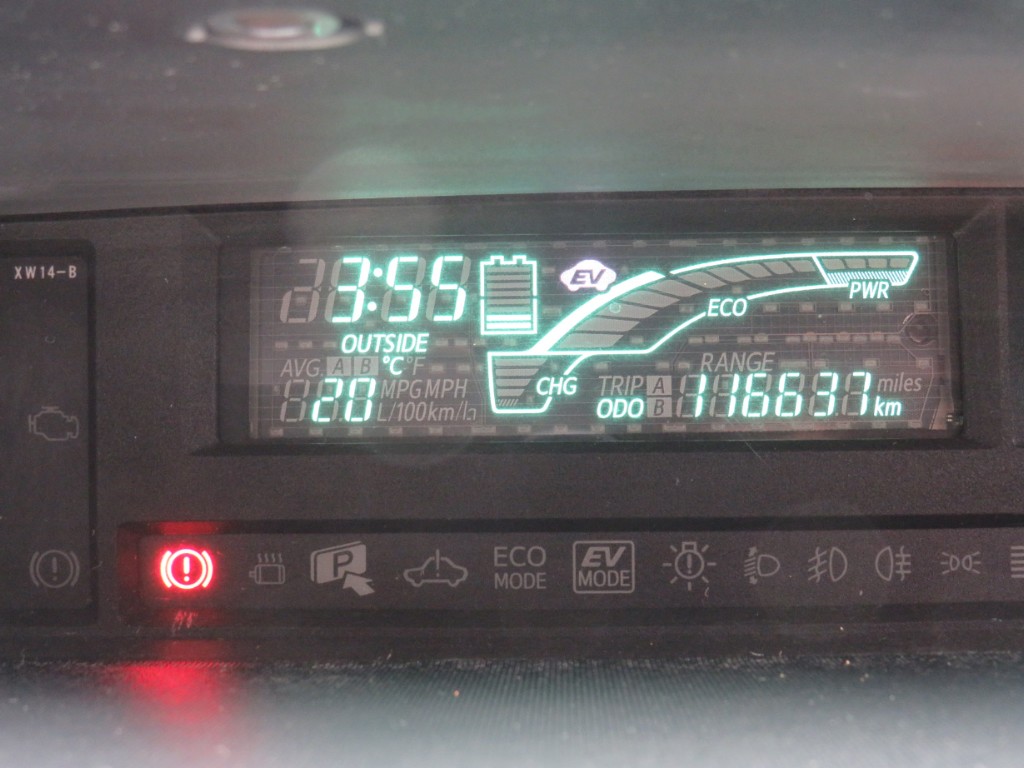 XW14-B
3:55
EV
PWR
ECO
OUTSIDE
°C °F
AVG. A B
MPG MPH
20 L/100km/h
CHG
RANGE
TRIP A
miles
ODO B 116637 km
P
ECO
MODE
EV
MODE